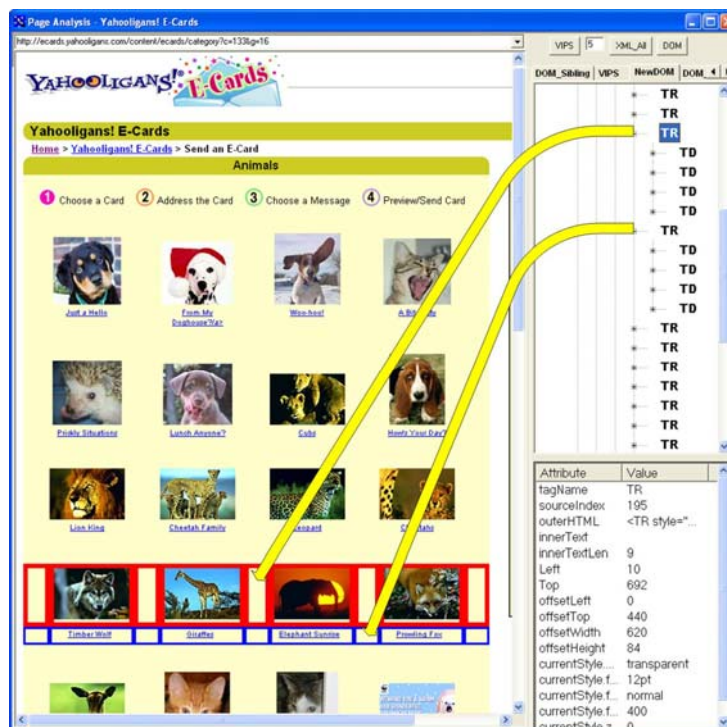 Page Analysis - Yahooligans! E-Cards
http://ecards.yahooligans.com/content/ecards/category?c=133&g=16
VIPS 5 XML_All DOM
DOM_Sibling VIPS NewDOM DOM_
YAHOOLIGANS! E-Cards
Yahooligans! E-Cards
Home > Yahooligans! E-Cards > Send an E-Card
Animals
1 Choose a Card 2 Address the Card 3 Choose a Message 4 Preview/Send Card
Just a Hello From My Woo-hoo! A Bit
Doghouse
Prickly Situations Lunch Anyone? Cubs How'z Your Day?
Lion King Cheetah Family
Timber Wolf Giraffes Elephant Sunrise Prowling Fox
TR
TR
TR
TD
TD
TD
TD
TR
TD
TD
TD
TD
TR
TR
TR
TR
TR
TR
TR
Attribute Value
tagName TR
sourceIndex 195
outerHTML <TR style="...
innerText
innerTextLen 9
Left 10
Top 692
offsetLeft 0
offsetTop 440
offsetWidth 620
offsetHeight 84
currentStyle.... transparent
currentStyle.f... 12pt
currentStyle.f... normal
currentStyle.f... 400